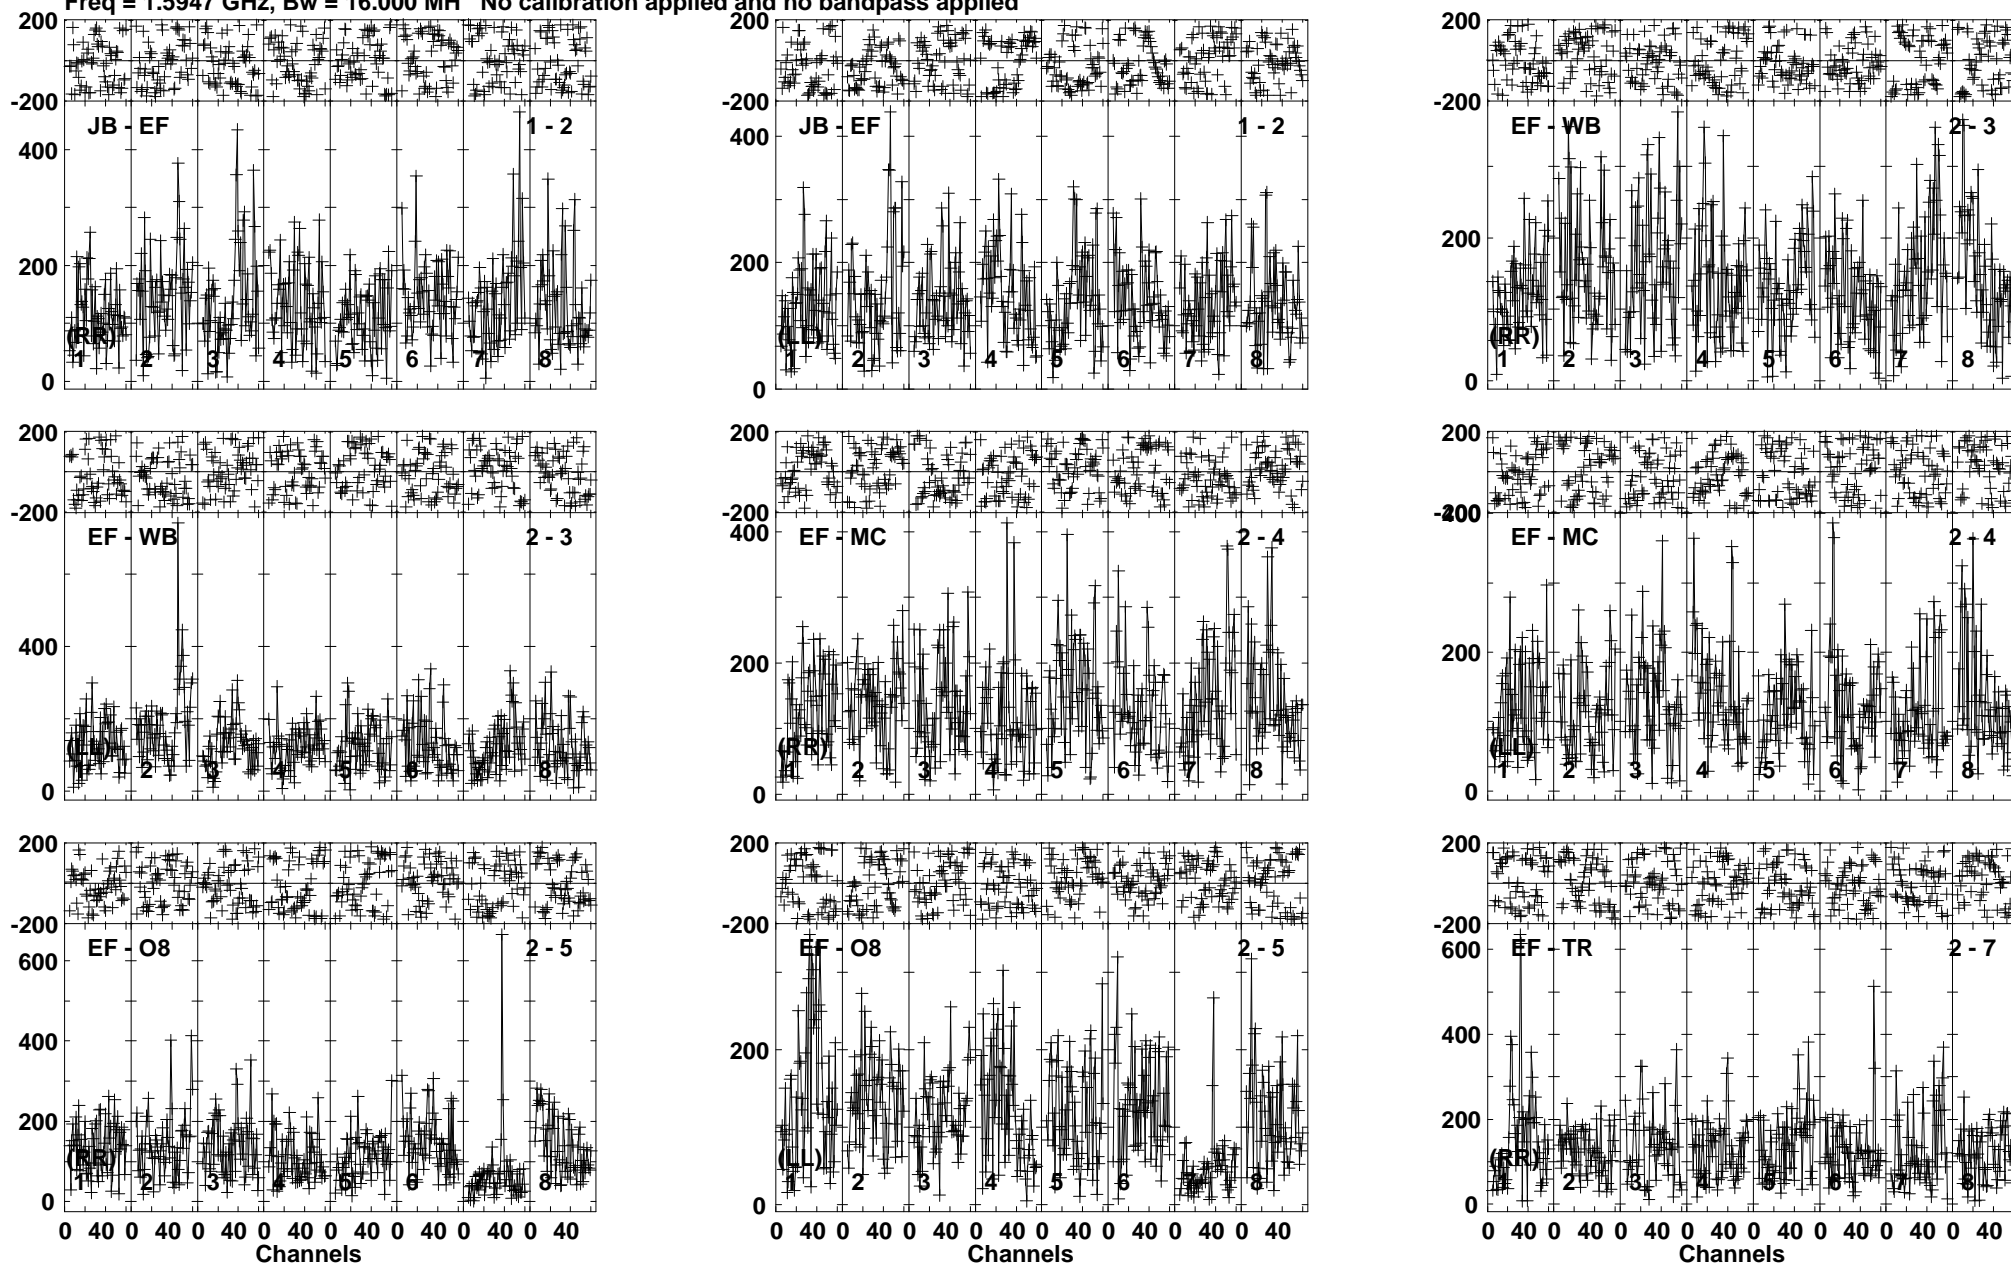 Freq = 1.5947 GHz, Bw = 16.000 MH No calibration applied and no bandpass applied
200 200 200
-200 -200 -200
JB - EF 1 - 2 JB - EF 1 - 2 EF - WB 2 - 3
400 400
200 200 200
(RR) (LL) (RR)
1 2 3 4 5 6 7 8 1 2 3 4 5 6 7 8 1 2 3 4 5 6 7 8
0 0 0
200 200 200
-200 -200 -200
400 400
EF - WB 2 - 3 EF - MC 2 - 4 EF - MC 2 - 4
400 200 200
(LL) (RR) (LL)
1 2 3 4 5 6 7 8 1 2 3 4 5 6 7 8 1 2 3 4 5 6 7 8
0 0 0
200 200 200
-200 -200 -200
EF - O8 2 - 5 EF - O8 2 - 5 EF - TR 2 - 7
600 600
400 400
200 200 200
(RR) (LL) (RR)
1 2 3 4 5 6 7 8 1 2 3 4 5 6 7 8 1 2 3 4 5 6 7 8
0 0 0
0 40 0 40 0 40 0 40 0 40 0 40 0 40 0 40 0 40 0 40 0 40 0 40 0 40 0 40 0 40 0 40 0 40 0 40 0 40 0 40 0 40 0 40 0 40 0 40
Channels Channels Channels